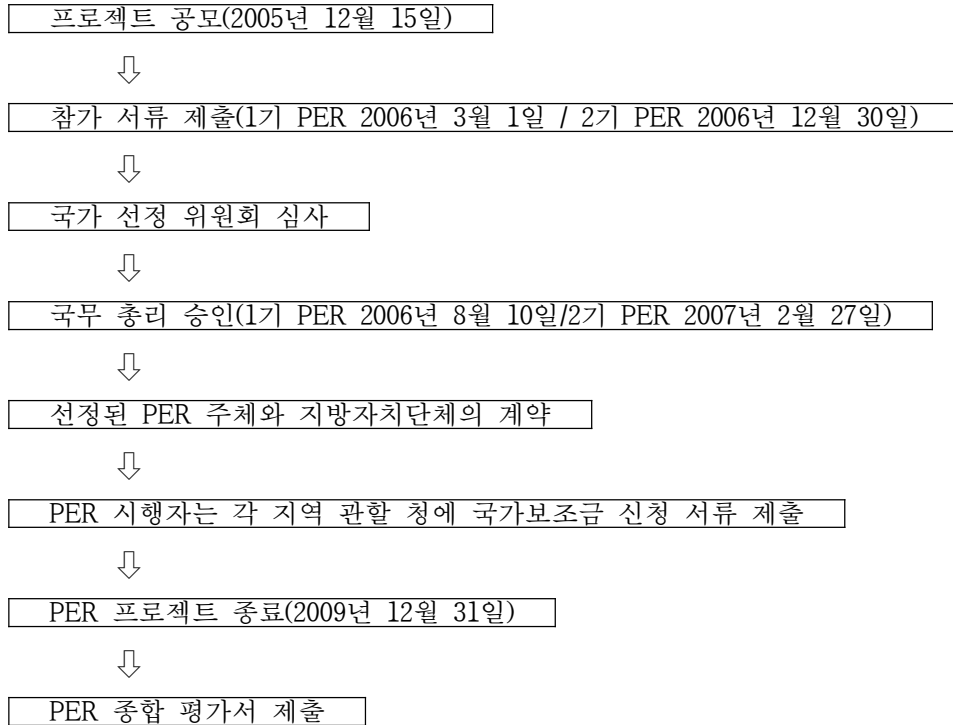 프로젝트 공모(2005년 12월 15일)
⇩
참가 서류 제출(1기 PER 2006년 3월 1일 / 2기 PER 2006년 12월 30일)
⇩
국가 선정 위원회 심사
⇩
국무 총리 승인(1기 PER 2006년 8월 10일/2기 PER 2007년 2월 27일)
⇩
선정된 PER 주체와 지방자치단체의 계약
⇩
PER 시행자는 각 지역 관할 청에 국가보조금 신청 서류 제출
⇩
PER 프로젝트 종료(2009년 12월 31일)
⇩
PER 종합 평가서 제출